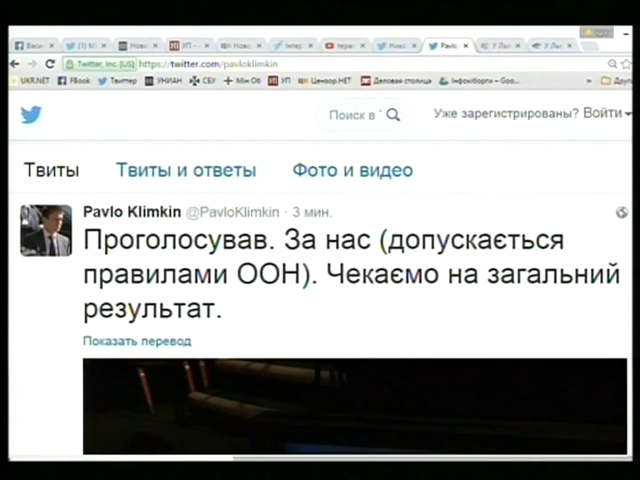 Twitter, Inc. [US] https://twitter.com/pavloklimkin
UKR.NET FBook Твиттер УНИАН СБУ Мін Об УП Цензор.НЕТ Деловая столица
Поиск в Уже зарегистрированы? Войти
Твиты Твиты и ответы Фото и видео
Pavlo Klimkin @PavloKlimkin · 3 мин.
Проголосував. За нас (допускається
правилами ООН). Чекаємо на загальний
результат.
Показать перевод